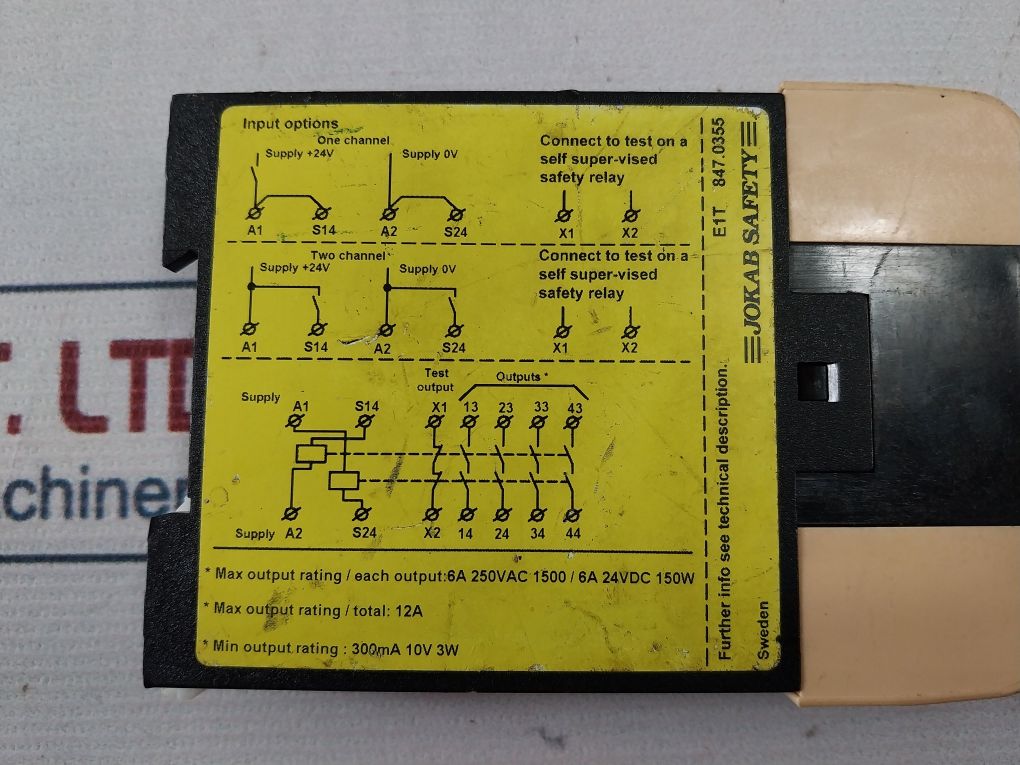 Input options
One channel
Supply +24V
Supply 0V
Connect to test on a
self super-vised
safety relay
A1 S14 A2 S24 X1 X2
Two channel
Supply +24V
Supply 0V
Connect to test on a
self super-vised
safety relay
A1 S14 A2 S24 X1 X2
Test
output
Outputs *
Supply
A1 S14 X1 13 23 33 43
Supply A2 S24 X2 14 24 34 44
* Max output rating / each output:6A 250VAC 1500 / 6A 24VDC 150W
* Max output rating / total: 12A
* Min output rating : 300mA 10V 3W
Further info see technical description.
E1T 847.0355
Sweden
JOKAB SAFETY
. LTD
achiner